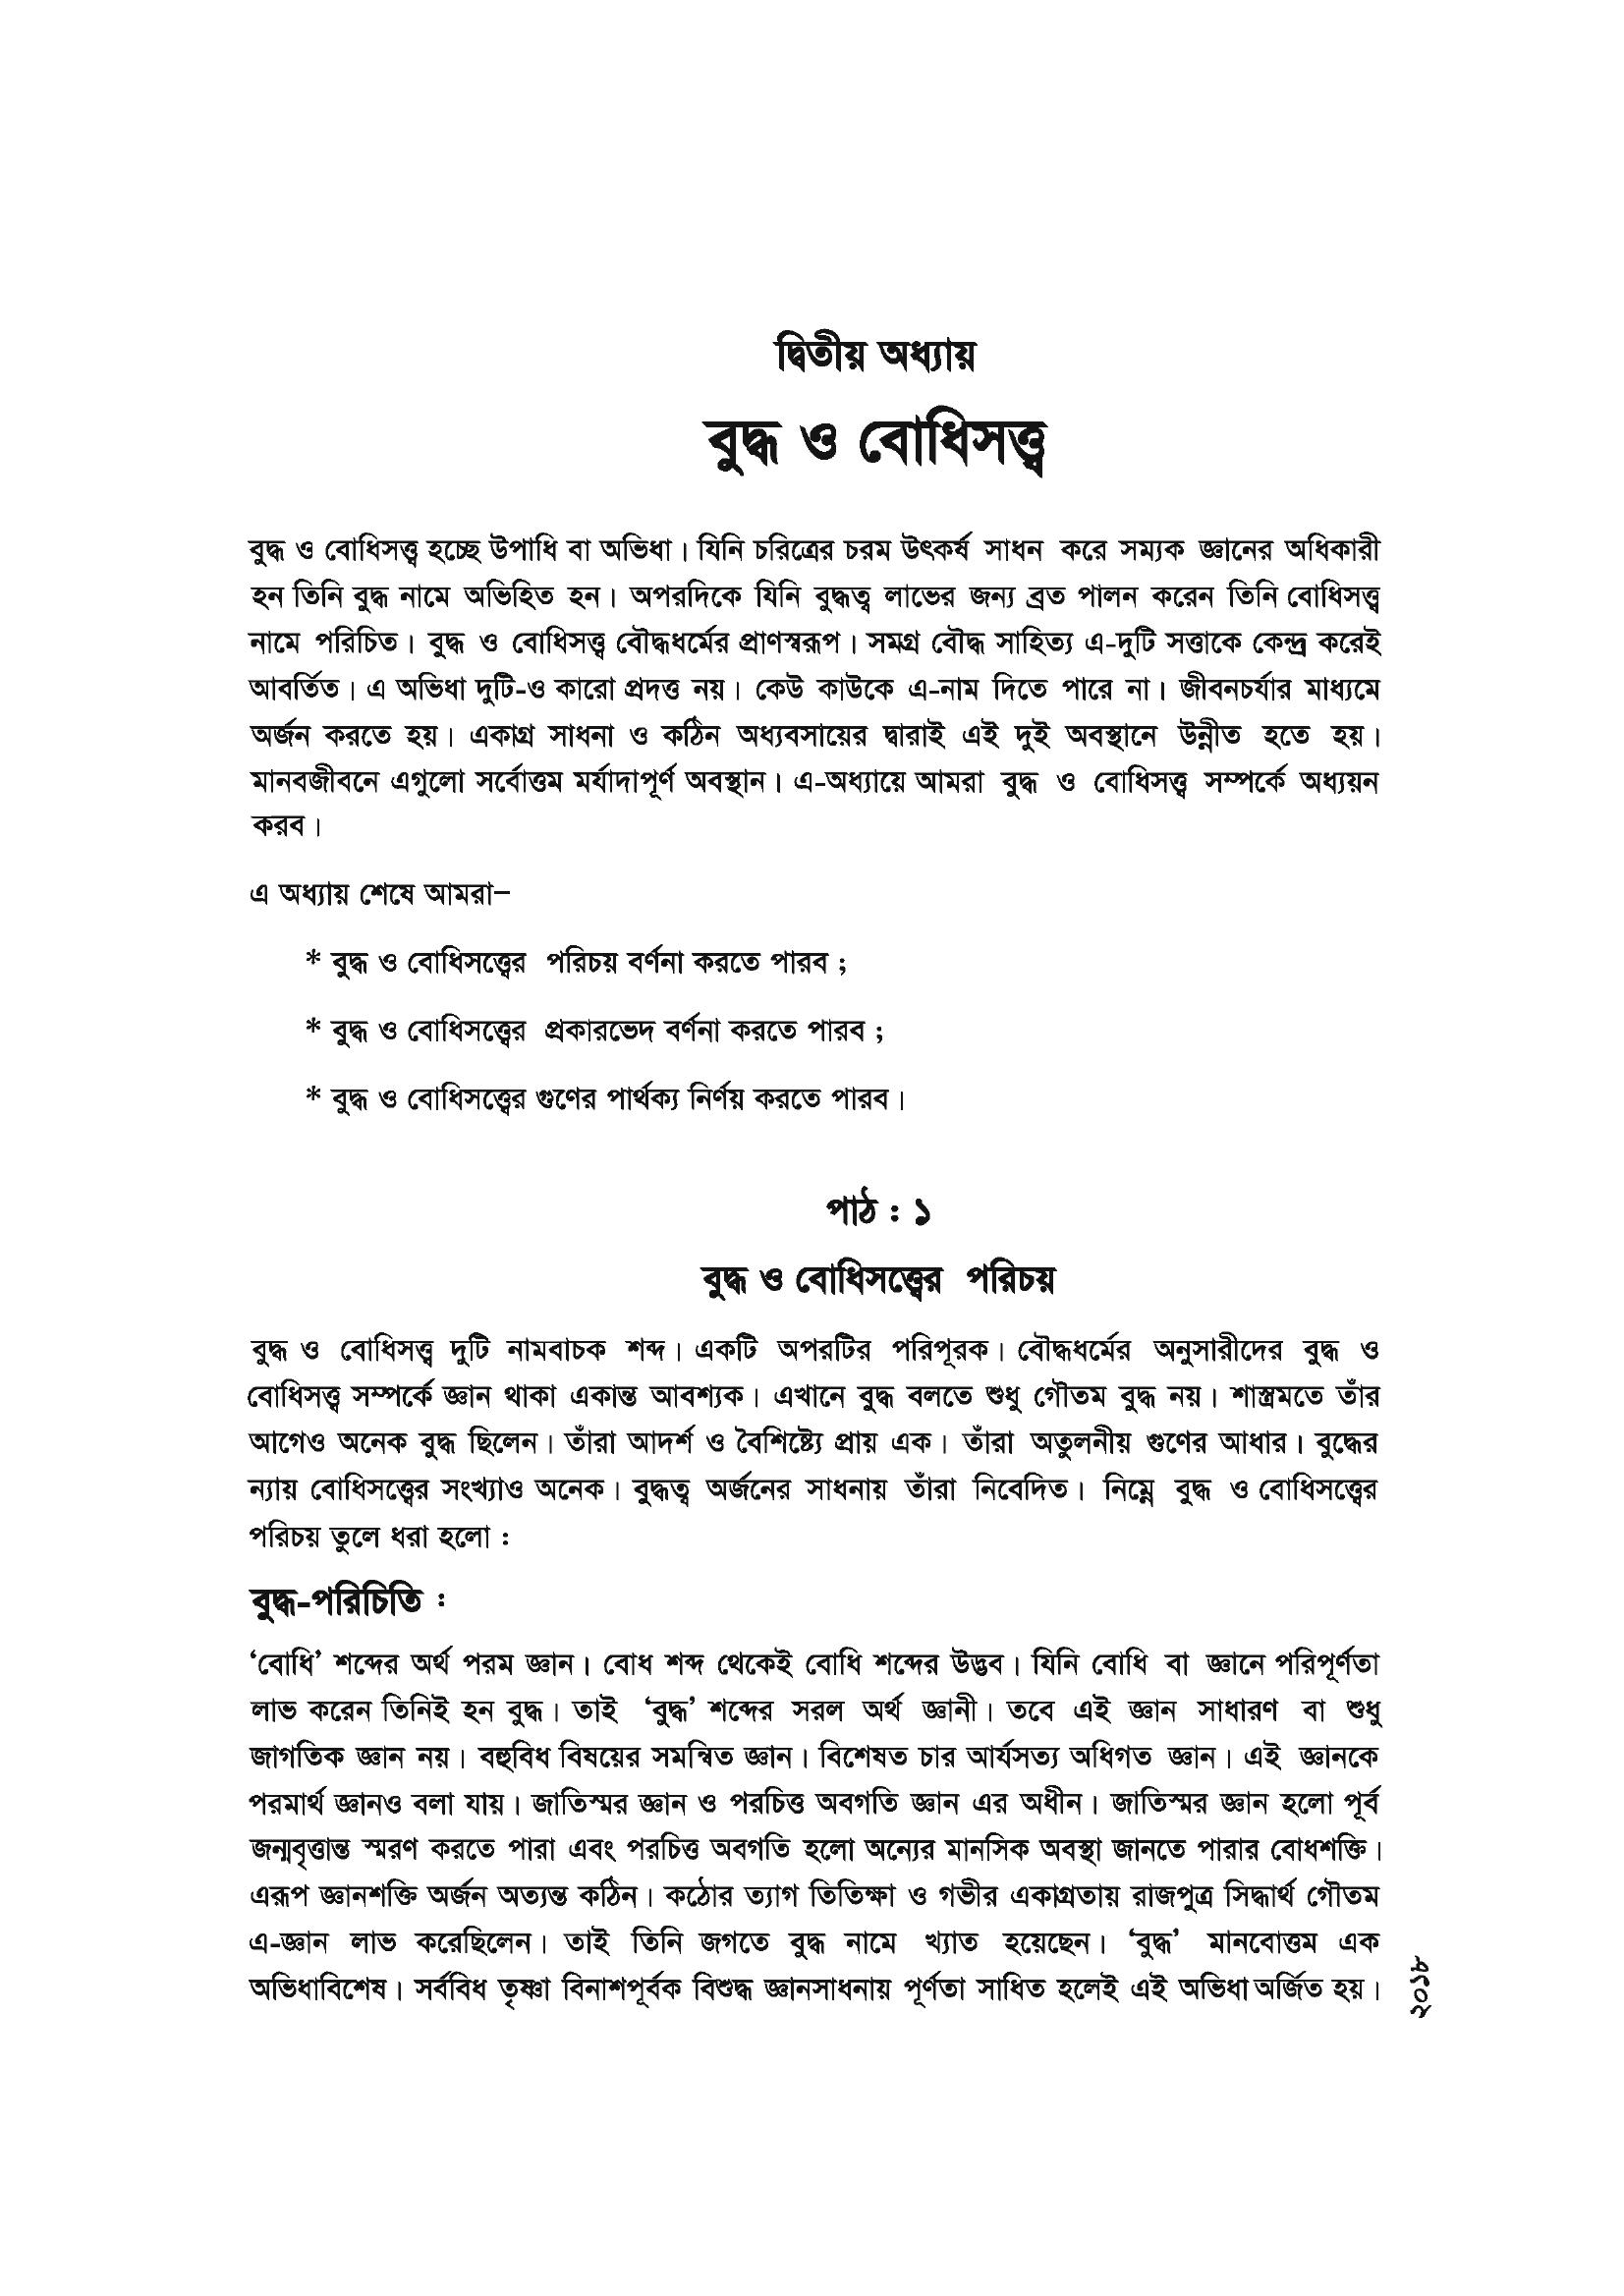 দ্বিতীয় অধ্যায়
বুদ্ধ ও বোধিসত্ত্ব
বুদ্ধ ও বোধিসত্ত্ব হচ্ছে উপাধি বা অভিধা। যিনি চরিত্রের চরম উৎকর্ষ সাধন করে সম্যক জ্ঞানের অধিকারী
হন তিনি বুদ্ধ নামে অভিহিত হন। অপরদিকে যিনি বুদ্ধত্ব লাভের জন্য ব্রত পালন করেন তিনি বোধিসত্ত্ব
নামে পরিচিত। বুদ্ধ ও বোধিসত্ত্ব বৌদ্ধধর্মের প্রাণস্বরূপ। সমগ্র বৌদ্ধ সাহিত্য এ-দুটি সত্তাকে কেন্দ্র করেই
আবর্তিত। এ অভিধা দুটি-ও কারো প্রদত্ত নয়। কেউ কাউকে এ-নাম দিতে পারে না। জীবনচর্যার মাধ্যমে
অর্জন করতে হয়। একাগ্র সাধনা ও কঠিন অধ্যবসায়ের দ্বারাই এই দুই অবস্থানে উন্নীত হতে হয়।
মানবজীবনে এগুলো সর্বোত্তম মর্যাদাপূর্ণ অবস্থান। এ-অধ্যায়ে আমরা বুদ্ধ ও বোধিসত্ত্ব সম্পর্কে অধ্যয়ন
করব।
এ অধ্যায় শেষে আমরা–
* বুদ্ধ ও বোধিসত্ত্বের পরিচয় বর্ণনা করতে পারব ;
* বুদ্ধ ও বোধিসত্ত্বের প্রকারভেদ বর্ণনা করতে পারব ;
* বুদ্ধ ও বোধিসত্ত্বের গুণের পার্থক্য নির্ণয় করতে পারব।
পাঠ : ১
বুদ্ধ ও বোধিসত্ত্বের পরিচয়
বুদ্ধ ও বোধিসত্ত্ব দুটি নামবাচক শব্দ। একটি অপরটির পরিপূরক। বৌদ্ধধর্মের অনুসারীদের বুদ্ধ ও
বোধিসত্ত্ব সম্পর্কে জ্ঞান থাকা একান্ত আবশ্যক। এখানে বুদ্ধ বলতে শুধু গৌতম বুদ্ধ নয়। শাস্ত্রমতে তাঁর
আগেও অনেক বুদ্ধ ছিলেন। তাঁরা আদর্শ ও বৈশিষ্ট্যে প্রায় এক। তাঁরা অতুলনীয় গুণের আধার। বুদ্ধের
ন্যায় বোধিসত্ত্বের সংখ্যাও অনেক। বুদ্ধত্ব অর্জনের সাধনায় তাঁরা নিবেদিত। নিম্নে বুদ্ধ ও বোধিসত্ত্বের
পরিচয় তুলে ধরা হলো :
বুদ্ধ-পরিচিতি :
‘বোধি’ শব্দের অর্থ পরম জ্ঞান। বোধ শব্দ থেকেই বোধি শব্দের উদ্ভব। যিনি বোধি বা জ্ঞানে পরিপূর্ণতা
লাভ করেন তিনিই হন বুদ্ধ। তাই ‘বুদ্ধ’ শব্দের সরল অর্থ জ্ঞানী। তবে এই জ্ঞান সাধারণ বা শুধু
জাগতিক জ্ঞান নয়। বহুবিধ বিষয়ের সমন্বিত জ্ঞান। বিশেষত চার আর্যসত্য অধিগত জ্ঞান। এই জ্ঞানকে
পরমার্থ জ্ঞানও বলা যায়। জাতিস্মর জ্ঞান ও পরচিত্ত অবগতি জ্ঞান এর অধীন। জাতিস্মর জ্ঞান হলো পূর্ব
জন্মবৃত্তান্ত স্মরণ করতে পারা এবং পরচিত্ত অবগতি হলো অন্যের মানসিক অবস্থা জানতে পারার বোধশক্তি।
এরূপ জ্ঞানশক্তি অর্জন অত্যন্ত কঠিন। কঠোর ত্যাগ তিতিক্ষা ও গভীর একাগ্রতায় রাজপুত্র সিদ্ধার্থ গৌতম
এ-জ্ঞান লাভ করেছিলেন। তাই তিনি জগতে বুদ্ধ নামে খ্যাত হয়েছেন। ‘বুদ্ধ’ মানবোত্তম এক
অভিধাবিশেষ। সর্ববিধ তৃষ্ণা বিনাশপূর্বক বিশুদ্ধ জ্ঞানসাধনায় পূর্ণতা সাধিত হলেই এই অভিধা অর্জিত হয়।
২০১৮